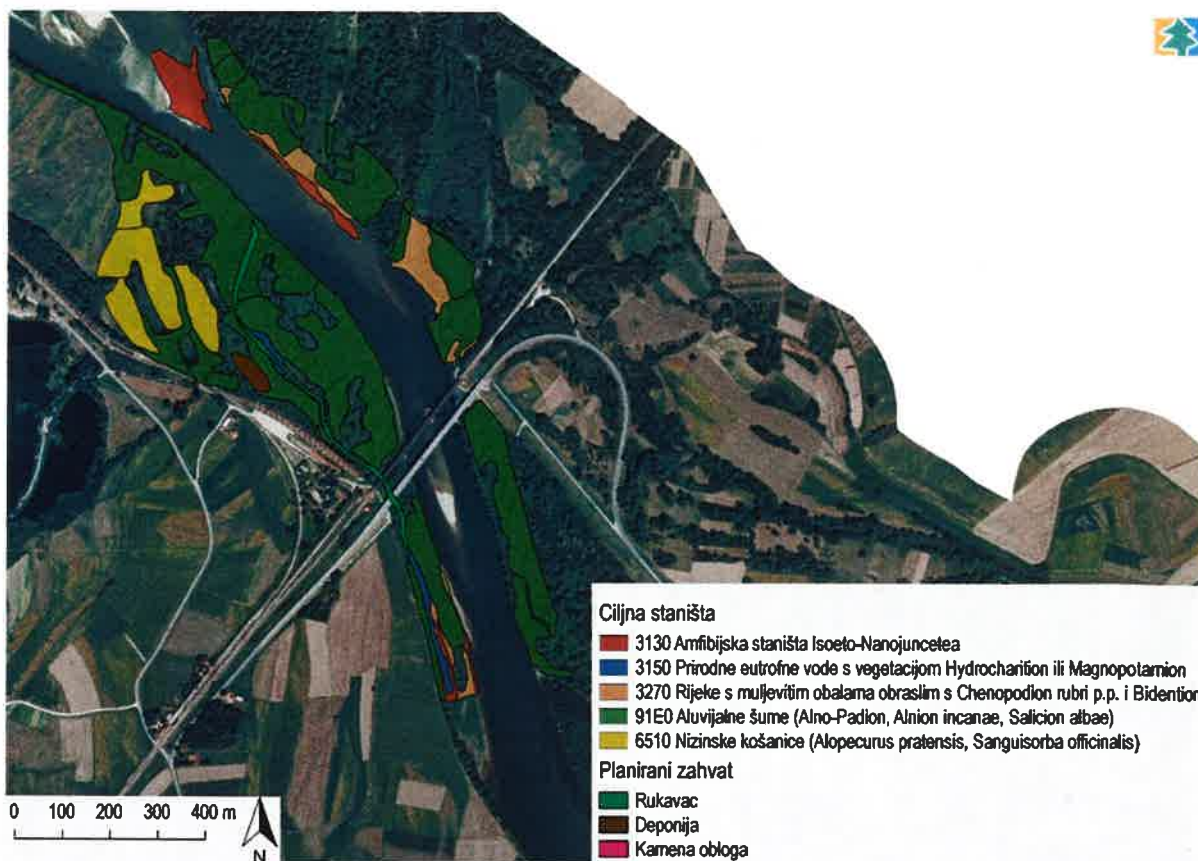 Ciljna staništa
3130 Amfibijska staništa Isoeto-Nanojuncetea
3150 Prirodne eutrofne vode s vegetacijom Hydrocharition ili Magnopotamion
3270 Rijeke s muljevitim obalama obraslim s Chenopodion rubri p.p. i Bidention
91E0 Aluvijalne šume (Alno-Padion, Alnion incanae, Salicion albae)
6510 Nizinske košanice (Alopecurus pratensis, Sanguisorba officinalis)
Planirani zahvat
Rukavac
Deponija
Kamena obloga
0 100 200 300 400 m
N